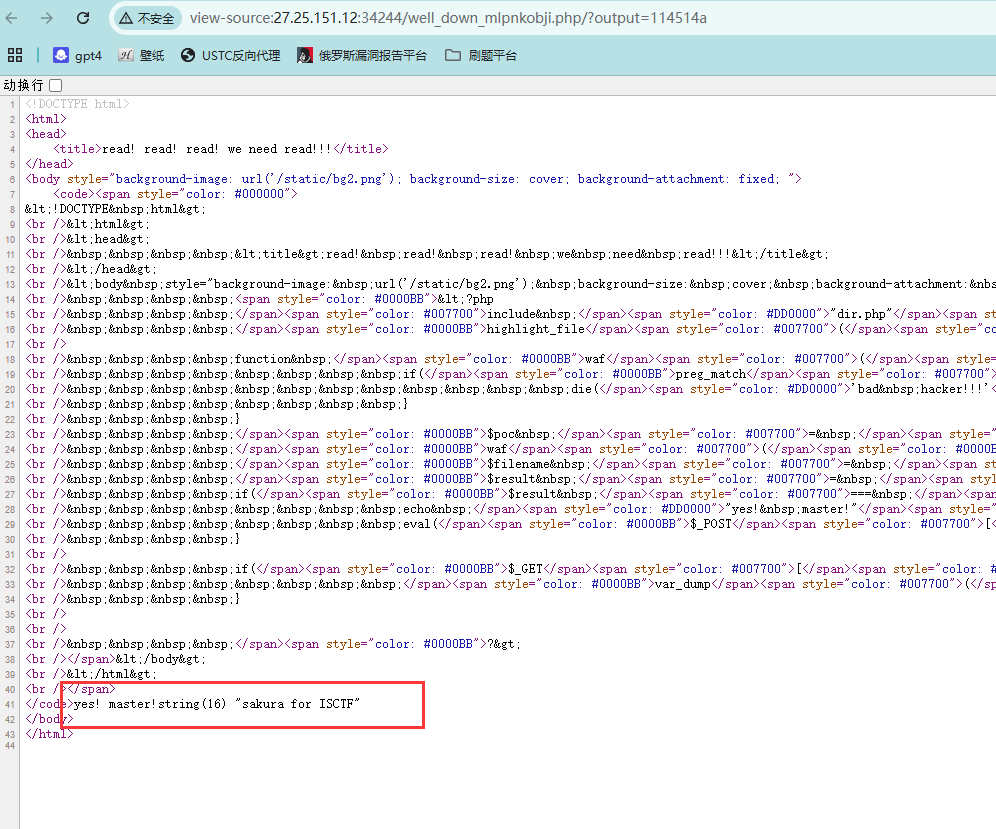 不安全 view-source:27.25.151.12:34244/well_down_mlpnkobji.php/?output=114514a
gpt4 壁纸 USTC反向代理 俄罗斯漏洞报告平台 刷题平台
动换行
1 <!DOCTYPE html>
2 <html>
3 <head>
4 <title>read! read! read! we need read!!!</title>
5 </head>
6 <body style="background-image: url('/static/bg2.png'); background-size: cover; background-attachment: fixed; ">
7 <code><span style="color: #000000">
8 &lt;!DOCTYPE&nbsp;html&gt;
9 <br />&lt;html&gt;
10 <br />&lt;head&gt;
11 <br />&nbsp;&nbsp;&nbsp;&nbsp;&lt;title&gt;read!&nbsp;read!&nbsp;read!&nbsp;we&nbsp;need&nbsp;read!!!&lt;/title&gt;
12 <br />&lt;/head&gt;
13 <br />&lt;body&nbsp;style="background-image:&nbsp;url('/static/bg2.png');&nbsp;background-size:&nbsp;cover;&nbsp;background-attachment:&nbs
14 <br />&nbsp;&nbsp;&nbsp;&nbsp;<span style="color: #0000BB">&lt;?php
15 <br />&nbsp;&nbsp;&nbsp;&nbsp;</span><span style="color: #007700">include&nbsp;</span><span style="color: #DD0000">"dir.php"</span><span st
16 <br />&nbsp;&nbsp;&nbsp;&nbsp;</span><span style="color: #0000BB">highlight_file</span><span style="color: #007700">(</span><span style="co
17 <br />
18 <br />&nbsp;&nbsp;&nbsp;&nbsp;function&nbsp;</span><span style="color: #0000BB">waf</span><span style="color: #007700">(</span><span style=
19 <br />&nbsp;&nbsp;&nbsp;&nbsp;&nbsp;&nbsp;&nbsp;&nbsp;if(</span><span style="color: #0000BB">preg_match</span><span style="color: #007700">
20 <br />&nbsp;&nbsp;&nbsp;&nbsp;&nbsp;&nbsp;&nbsp;&nbsp;&nbsp;&nbsp;&nbsp;&nbsp;die(</span><span style="color: #DD0000">'bad&nbsp;hacker!!!'<
21 <br />&nbsp;&nbsp;&nbsp;&nbsp;&nbsp;&nbsp;&nbsp;&nbsp;}
22 <br />&nbsp;&nbsp;&nbsp;&nbsp;}
23 <br />&nbsp;&nbsp;&nbsp;&nbsp;</span><span style="color: #0000BB">$poc&nbsp;</span><span style="color: #007700">=&nbsp;</span><span style="
24 <br />&nbsp;&nbsp;&nbsp;&nbsp;</span><span style="color: #0000BB">waf</span><span style="color: #007700">(</span><span style="color: #0000B
25 <br />&nbsp;&nbsp;&nbsp;&nbsp;</span><span style="color: #0000BB">$filename&nbsp;</span><span style="color: #007700">=&nbsp;</span><span st
26 <br />&nbsp;&nbsp;&nbsp;&nbsp;</span><span style="color: #0000BB">$result&nbsp;</span><span style="color: #007700">=&nbsp;</span><span styl
27 <br />&nbsp;&nbsp;&nbsp;&nbsp;if(</span><span style="color: #0000BB">$result&nbsp;</span><span style="color: #007700">===&nbsp;</span><span
28 <br />&nbsp;&nbsp;&nbsp;&nbsp;&nbsp;&nbsp;&nbsp;&nbsp;echo&nbsp;</span><span style="color: #DD0000">"yes!&nbsp;master!"</span><span style="
29 <br />&nbsp;&nbsp;&nbsp;&nbsp;&nbsp;&nbsp;&nbsp;&nbsp;eval(</span><span style="color: #0000BB">$_POST</span><span style="color: #007700">[<
30 <br />&nbsp;&nbsp;&nbsp;&nbsp;}
31 <br />
32 <br />&nbsp;&nbsp;&nbsp;&nbsp;if(</span><span style="color: #0000BB">$_GET</span><span style="color: #007700">[</span><span style="color: #
33 <br />&nbsp;&nbsp;&nbsp;&nbsp;&nbsp;&nbsp;&nbsp;&nbsp;</span><span style="color: #0000BB">var_dump</span><span style="color: #007700">(</sp
34 <br />&nbsp;&nbsp;&nbsp;&nbsp;}
35 <br />
36 <br />
37 <br />&nbsp;&nbsp;&nbsp;&nbsp;</span><span style="color: #0000BB">?&gt;
38 <br /></span>&lt;/body&gt;
39 <br />&lt;/html&gt;
40 <br /></span>
41 </code>yes! master!string(16) "sakura for ISCTF"
42 </body>
43 </html>
44